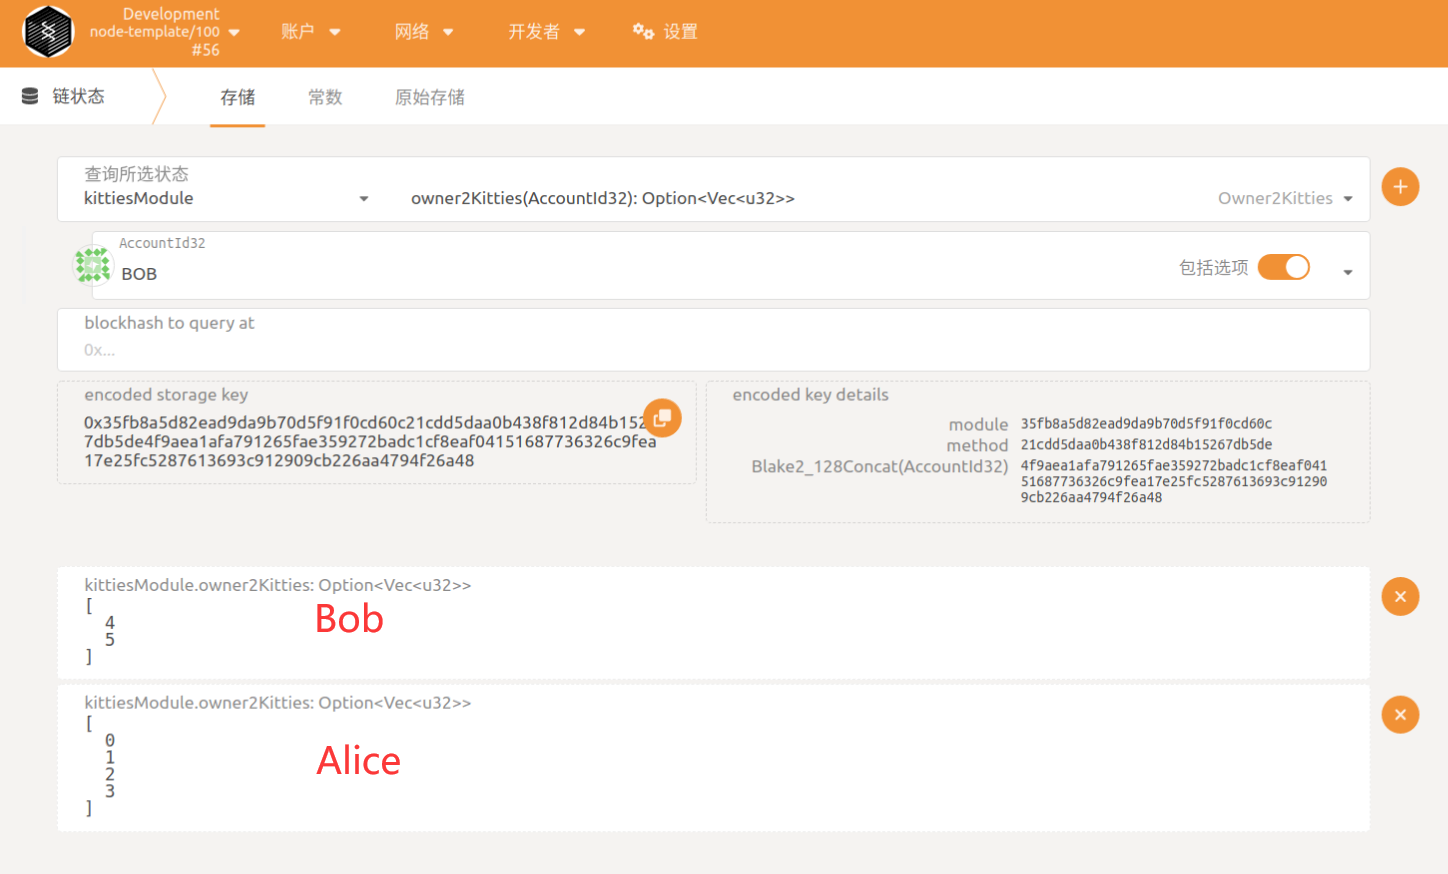 Development
node-template/100
#56
账户
网络
开发者
设置
链状态
存储
常数
原始存储
查询所选状态
kittiesModule
owner2Kitties(AccountId32): Option<Vec<u32>>
Owner2Kitties
AccountId32
BOB
包括选项
blockhash to query at
0x...
encoded storage key
0x35fb8a5d82ead9da9b70d5f91f0cd60c21cdd5daa0b438f812d84b152
7db5de4f9aea1afa791265fae359272badc1cf8eaf04151687736326c9fea
17e25fc5287613693c912909cb226aa4794f26a48
encoded key details
module 35fb8a5d82ead9da9b70d5f91f0cd60c
method 21cdd5daa0b438f812d84b15267db5de
Blake2_128Concat(AccountId32) 4f9aea1afa791265fae359272badc1cf8eaf041
51687736326c9fea17e25fc5287613693c91290
9cb226aa4794f26a48
kittiesModule.owner2Kitties: Option<Vec<u32>>
[
4
5
]
Bob
kittiesModule.owner2Kitties: Option<Vec<u32>>
[
0
1
2
3
]
Alice